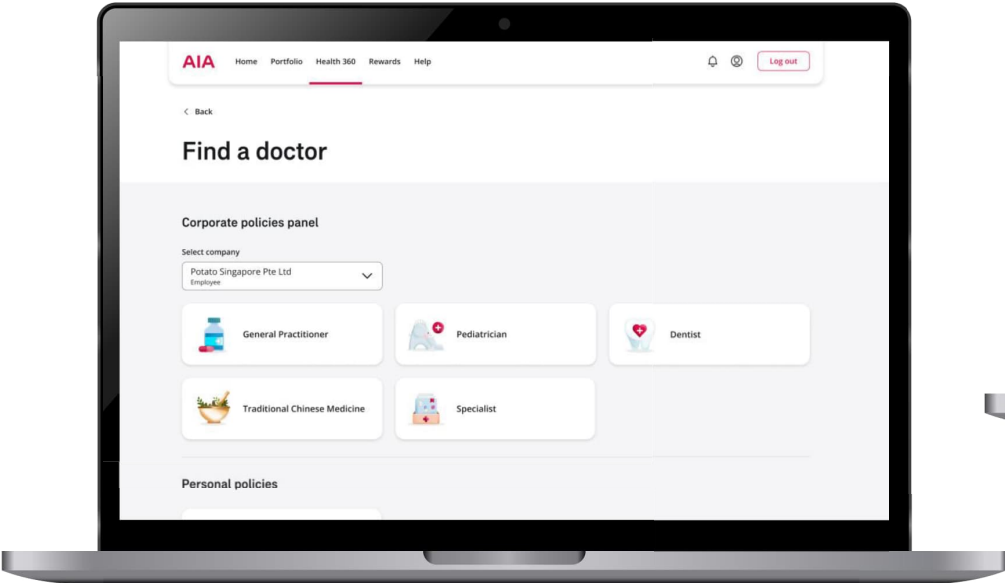 AIA Home Portfolio Health 360 Rewards Help Log out
Back
Find a doctor
Corporate policies panel
Select company
Potato Singapore Pte Ltd
Employee
General Practitioner Pediatrician Dentist
Traditional Chinese Medicine Specialist
Personal policies